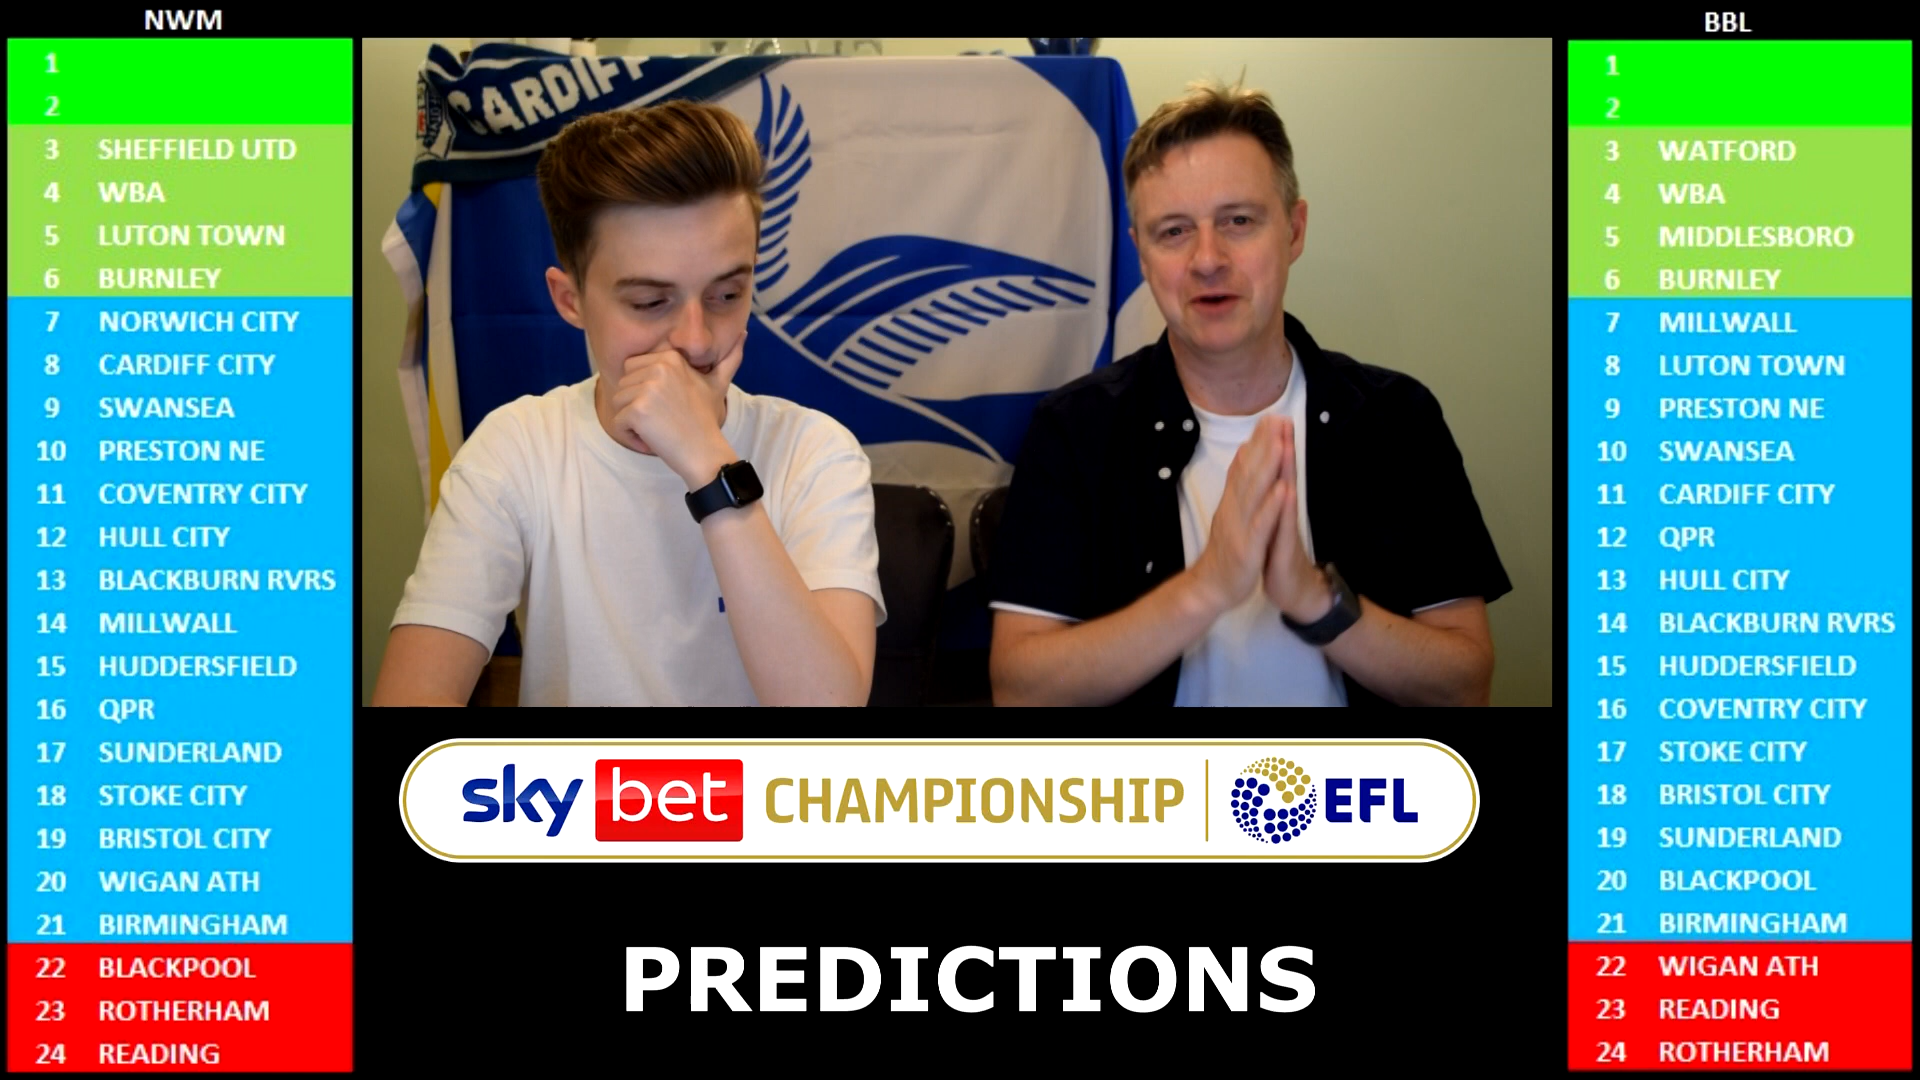 NWM
1
2
3 SHEFFIELD UTD
4 WBA
5 LUTON TOWN
6 BURNLEY
7 NORWICH CITY
8 CARDIFF CITY
9 SWANSEA
10 PRESTON NE
11 COVENTRY CITY
12 HULL CITY
13 BLACKBURN RVRS
14 MILLWALL
15 HUDDERSFIELD
16 QPR
17 SUNDERLAND
18 STOKE CITY
19 BRISTOL CITY
20 WIGAN ATH
21 BIRMINGHAM
22 BLACKPOOL
23 ROTHERHAM
24 READING
CARDIFF
sky bet CHAMPIONSHIP EFL
PREDICTIONS
BBL
1
2
3 WATFORD
4 WBA
5 MIDDLESBORO
6 BURNLEY
7 MILLWALL
8 LUTON TOWN
9 PRESTON NE
10 SWANSEA
11 CARDIFF CITY
12 QPR
13 HULL CITY
14 BLACKBURN RVRS
15 HUDDERSFIELD
16 COVENTRY CITY
17 STOKE CITY
18 BRISTOL CITY
19 SUNDERLAND
20 BLACKPOOL
21 BIRMINGHAM
22 WIGAN ATH
23 READING
24 ROTHERHAM